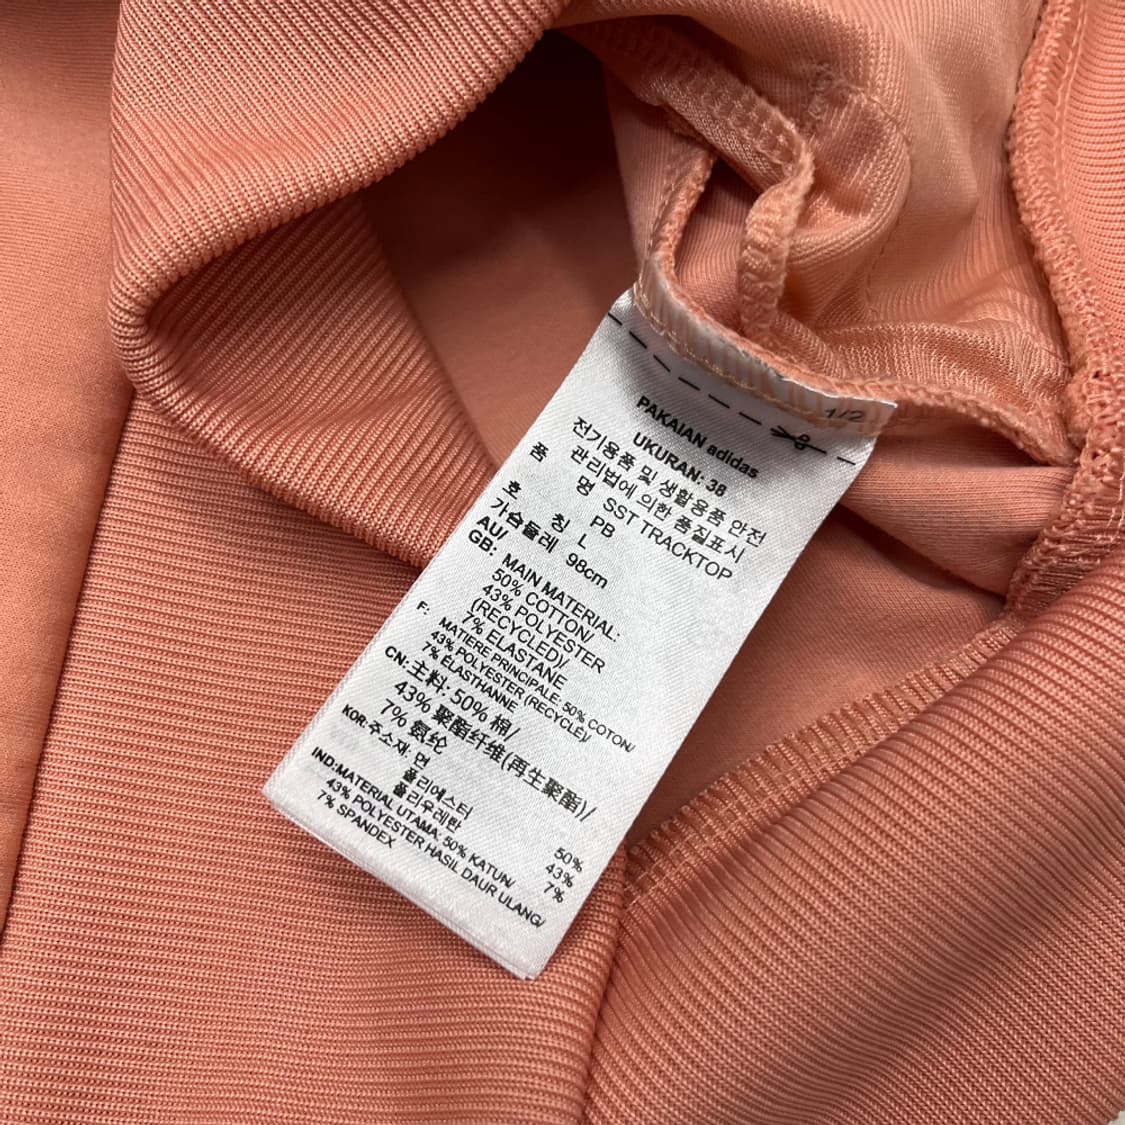 1/2
PAKAIAN adidas
UKURAN: 38
전기용품 및 생활용품 안전
관리법에 의한 품질표시
품 명 SST TRACKTOP
호 칭 PB
L
가슴둘레 98cm
AU/
GB: MAIN MATERIAL:
50% COTTON/
43% POLYESTER
(RECYCLED)/
7% ELASTANE
F: MATIERE PRINCIPALE: 50% COTON/
43% POLYESTER (RECYCLÉ)/
7% ÉLASTHANNE
CN: 主料: 50% 棉/
43% 聚酯纤维(再生聚酯)/
7% 氨纶
KOR: 주소재: 면 50%
폴리에스터 43%
폴리우레탄 7%
IND: MATERIAL UTAMA: 50% KATUN/
43% POLYESTER HASIL DAUR ULANG/
7% SPANDEX